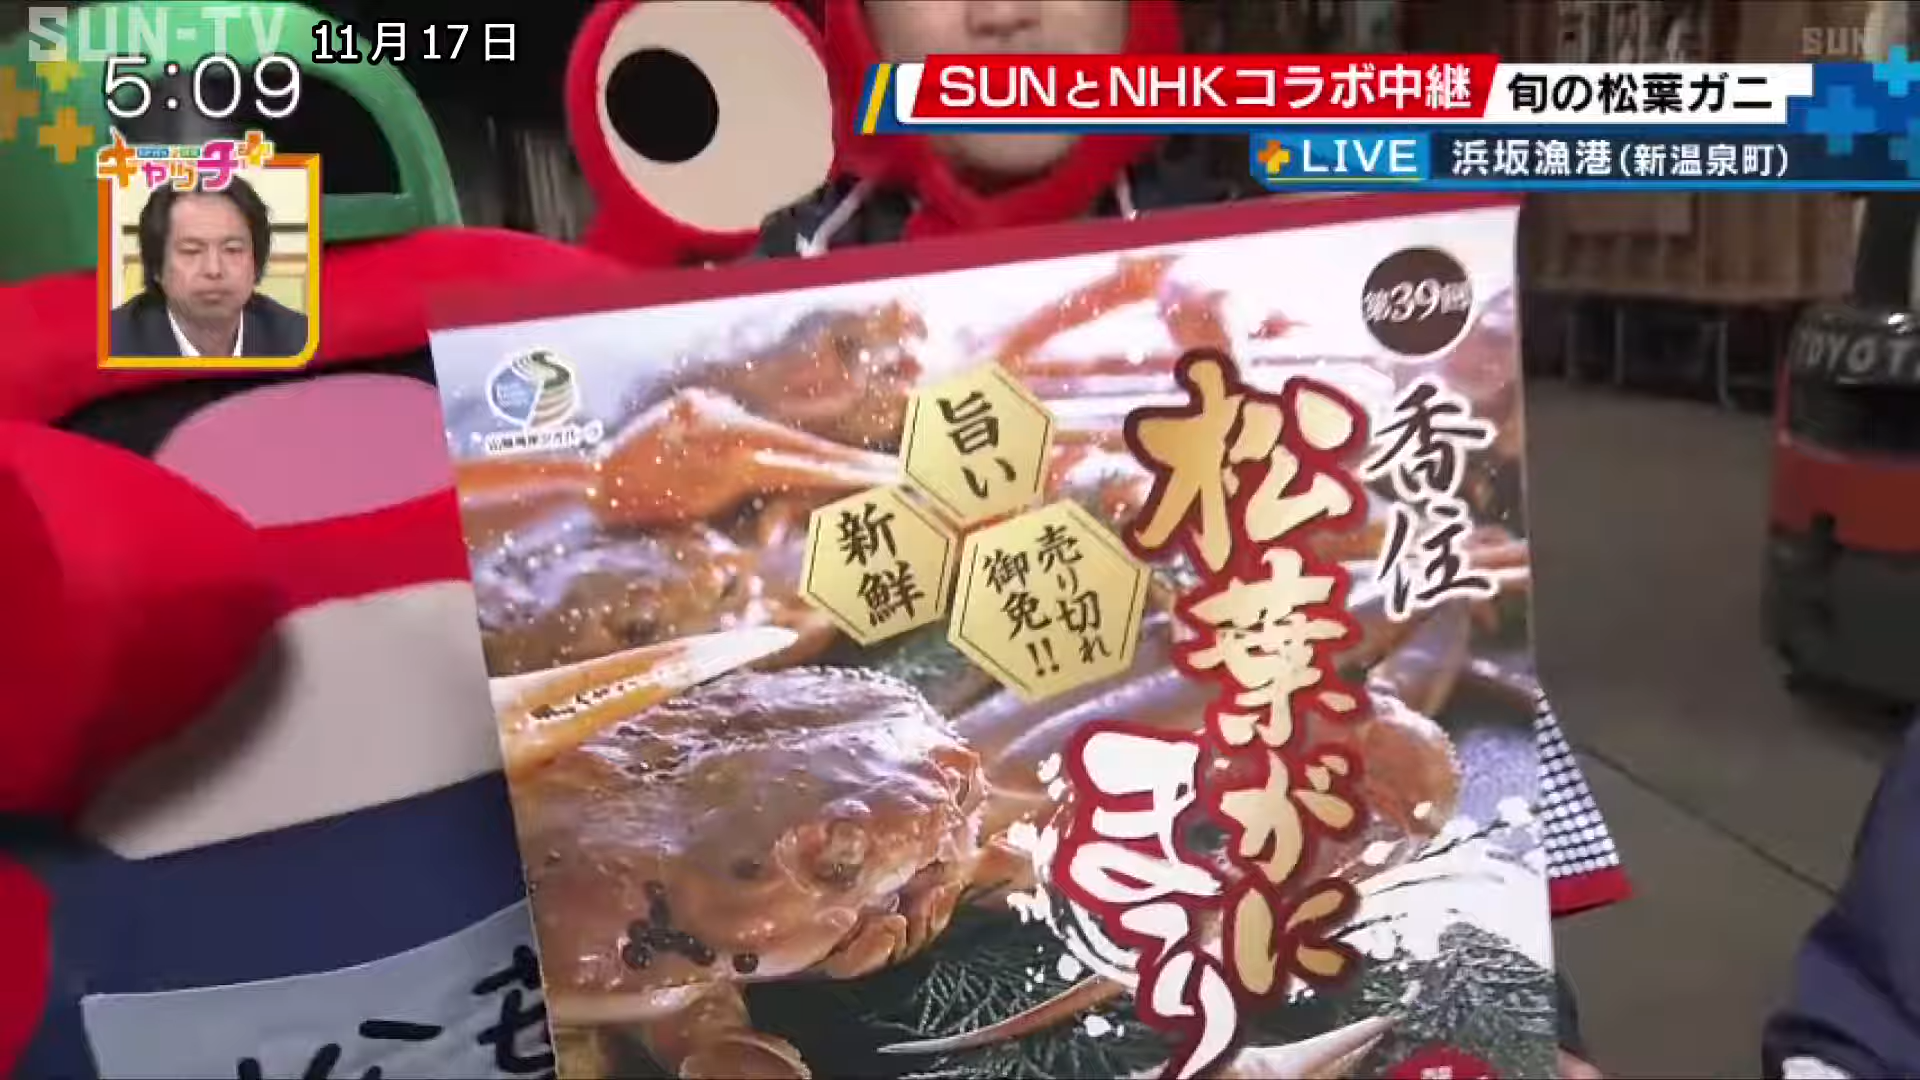 SUN-TV
11月17日
5:09
キャッチ+
SUNとNHKコラボ中継
旬の松葉ガニ
SUN
LIVE 浜坂漁港(新温泉町)
第39回
香住
松葉がに
まつり
旨い
新鮮
売り切れ
御免!!
TOYOTA